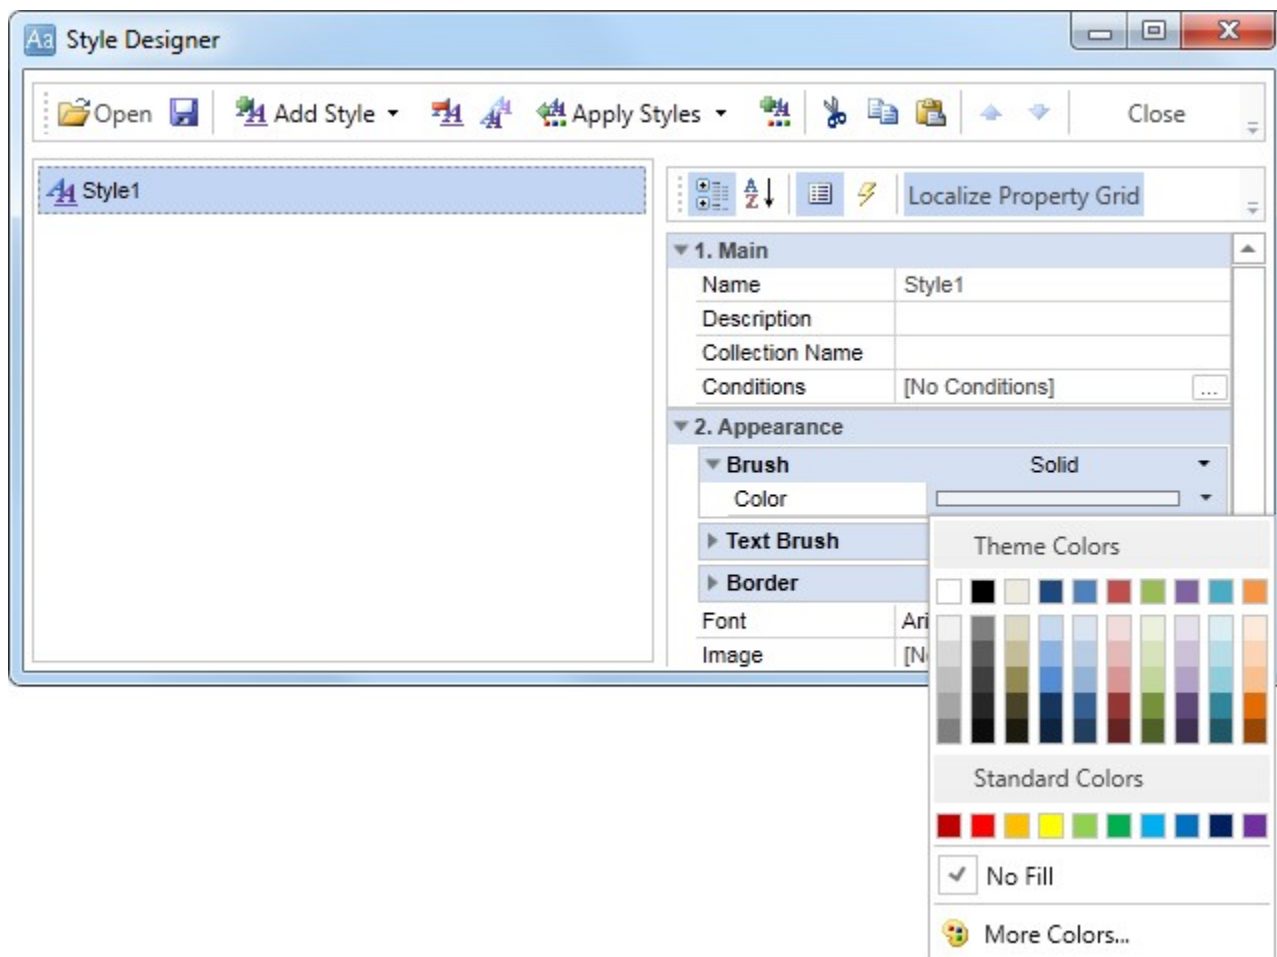 Aa Style Designer
Open Add Style Apply Styles Close
Style1
Localize Property Grid
1. Main
Name Style1
Description
Collection Name
Conditions [No Conditions] ...
2. Appearance
Brush Solid
Color
Text Brush
Border
Font Ari
Image [N
Theme Colors
Standard Colors
No Fill
More Colors...